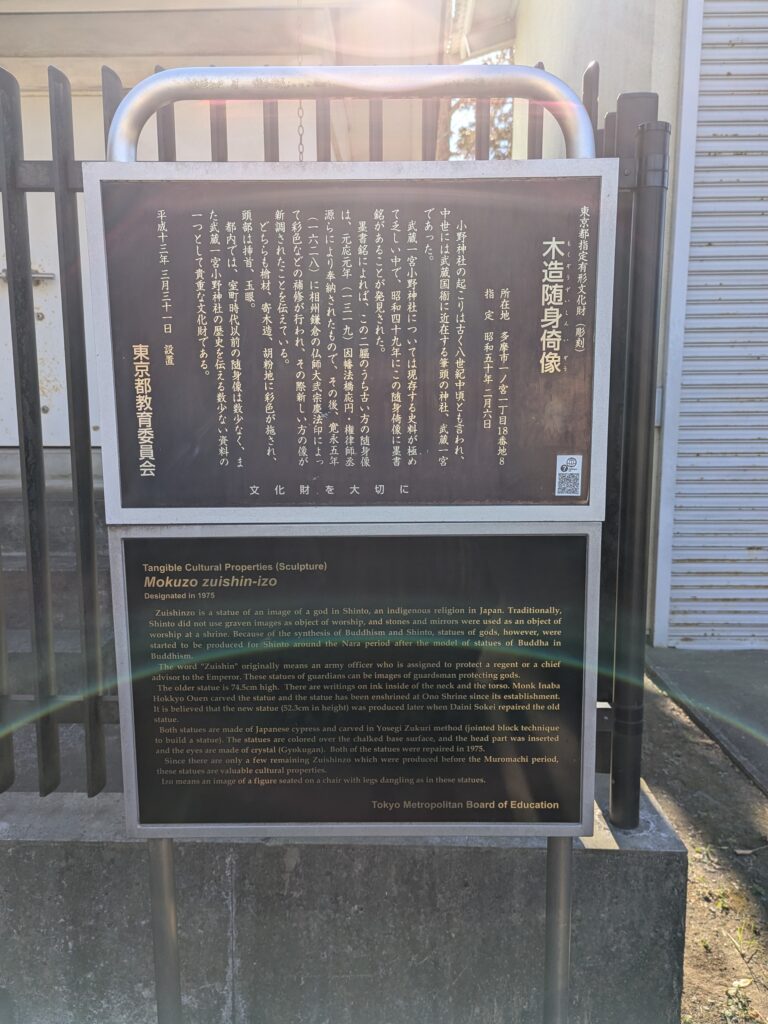 東京都指定有形文化財（彫刻）
木造随身倚像
もくぞうずいしんいぞう
所在地　多摩市一ノ宮一丁目18番地8
指　定　昭和五十年二月六日
小野神社の起こりは古く八世紀中頃とも言われ、
中世には武蔵国衙に近在する筆頭の神社、武蔵一宮
であった。
武蔵一宮小野神社については現存する史料が極め
て乏しい中で、昭和四十九年にこの随身倚像に墨書
銘があることが発見された。
墨書銘によれば、この二軀のうち古い方の随身像
は、元応元年（一三一九）因幡法橋応円・権律師丞
源らにより奉納されたもので、その後、寛永五年
（一六二八）に相州鎌倉の仏師大弐宗慶法印によっ
て彩色などの補修が行われ、その際新しい方の像が
新調されたことを伝えている。
どちらも檜材、寄木造、胡粉地に彩色が施され、
頭部は挿首、玉眼。
都内では、室町時代以前の随身像は数少なく、ま
た武蔵一宮小野神社の歴史を伝える数少ない資料の
一つとして貴重な文化財である。
平成十三年 三月三十一日　設置
東京都教育委員会
文化財を大切に
Tangible Cultural Properties (Sculpture)
Mokuzo zuishin-izo
Designated in 1975
Zuishinzo is a statue of an image of a god in Shinto, an indigenous religion in Japan. Traditionally,
Shinto did not use graven images as object of worship, and stones and mirrors were used as an object of
worship at a shrine. Because of the synthesis of Buddhism and Shinto, statues of gods, however, were
started to be produced for Shinto around the Nara period after the model of statues of Buddha in
Buddhism.
The word "Zuishin" originally means an army officer who is assigned to protect a regent or a chief
advisor to the Emperor. These statues of guardians can be images of guardsman protecting gods.
The older statue is 74.5cm high. There are writings on ink inside of the neck and the torso. Monk Inaba
Hokkyo Ouen carved the statue and the statue has been enshrined at Ono Shrine since its establishment.
It is believed that the new statue (52.3cm in height) was produced later when Daini Sokei repaired the old
statue.
Both statues are made of Japanese cypress and carved in Yosegi Zukuri method (jointed block technique
to build a statue). The statues are colored over the chalked base surface, and the head part was inserted
and the eyes are made of crystal (Gyokugan). Both of the statues were repaired in 1975.
Since there are only a few remaining Zuishinzo which were produced before the Muromachi period,
these statues are valuable cultural properties.
Izo means an image of a figure seated on a chair with legs dangling as in these statues.
Tokyo Metropolitan Board of Education